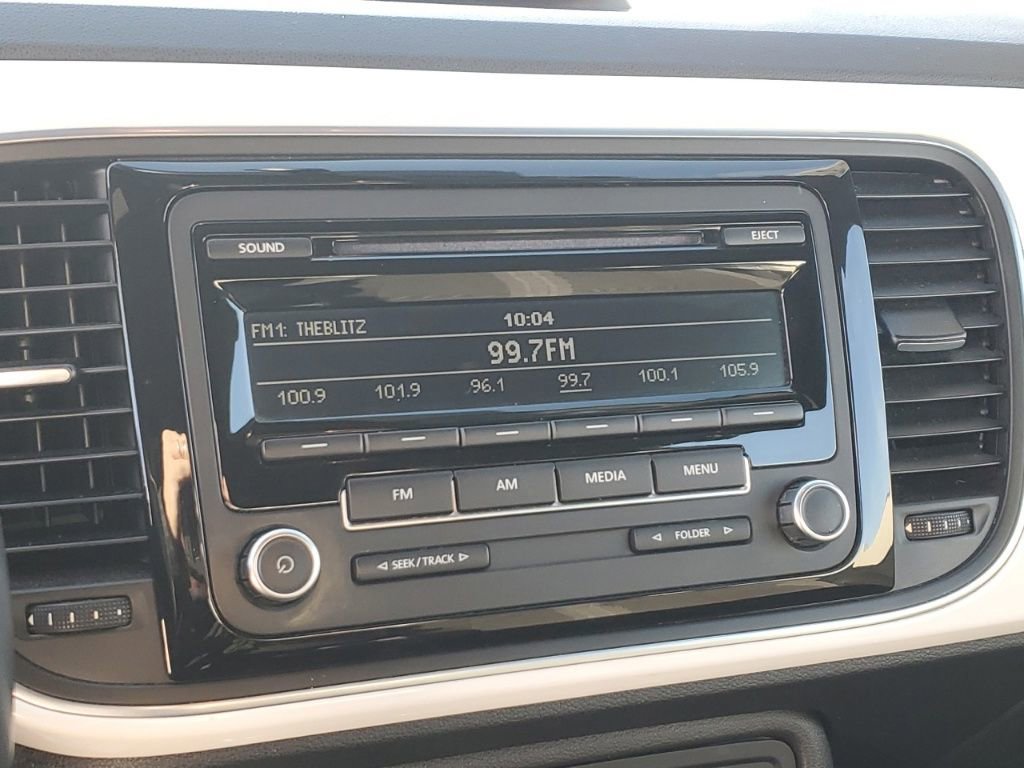 SOUND EJECT
10:04
FM1: THEBLITZ
99.7FM
100.9 101.9 96.1 99.7 100.1 105.9
FM AM MEDIA MENU
SEEK/TRACK FOLDER